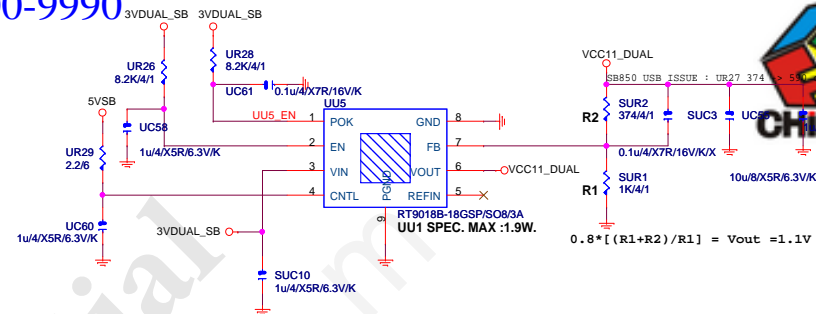 00-9990
3VDUAL_SB
3VDUAL_SB
UR26
8.2K/4/1
UR28
8.2K/4/1
UC61
0.1u/4/X7R/16V/K
5VSB
UC58
1u/4/X5R/6.3V/K
UR29
2.2/6
UC60
1u/4/X5R/6.3V/K
UU5_EN
UU5
1 POK
2 EN
3 VIN
4 CNTL
GND 8
FB 7
VOUT 6
REFIN 5
PGND
9
RT9018B-18GSP/SO8/3A
UU1 SPEC. MAX :1.9W.
3VDUAL_SB
SUC10
1u/4/X5R/6.3V/K
VCC11_DUAL
VCC11_DUAL
SB850 USB ISSUE : UR27 374 -> 590
R2
SUR2
374/4/1
SUC3
0.1u/4/X7R/16V/K/X
10u/8/X5R/6.3V/K
R1
SUR1
1K/4/1
0.8*[(R1+R2)/R1] = Vout =1.1V